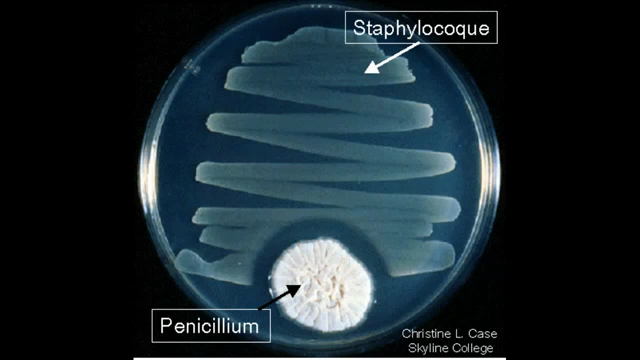 Staphylocoque
Penicillium
Christine L. Case
Skyline College